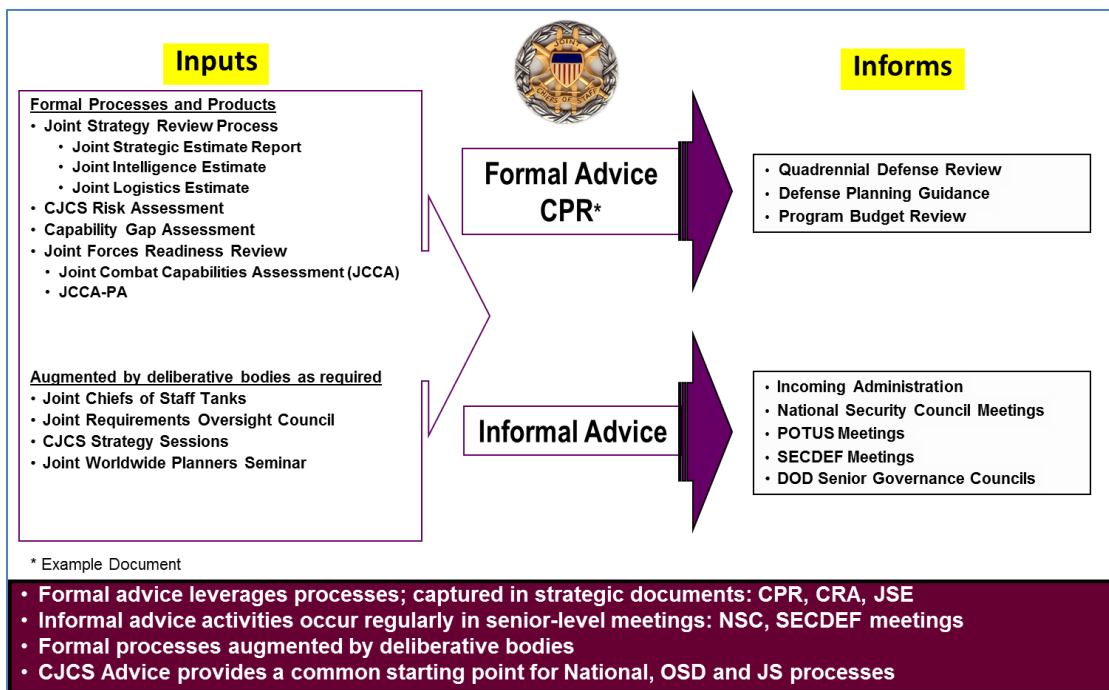 Inputs
JOINT
CHIEFS OF STAFF
Informs
Formal Processes and Products
• Joint Strategy Review Process
• Joint Strategic Estimate Report
• Joint Intelligence Estimate
• Joint Logistics Estimate
• CJCS Risk Assessment
• Capability Gap Assessment
• Joint Forces Readiness Review
• Joint Combat Capabilities Assessment (JCCA)
• JCCA-PA
Augmented by deliberative bodies as required
• Joint Chiefs of Staff Tanks
• Joint Requirements Oversight Council
• CJCS Strategy Sessions
• Joint Worldwide Planners Seminar
Formal Advice
CPR*
Informal Advice
• Quadrennial Defense Review
• Defense Planning Guidance
• Program Budget Review
• Incoming Administration
• National Security Council Meetings
• POTUS Meetings
• SECDEF Meetings
• DOD Senior Governance Councils
* Example Document
• Formal advice leverages processes; captured in strategic documents: CPR, CRA, JSE
• Informal advice activities occur regularly in senior-level meetings: NSC, SECDEF meetings
• Formal processes augmented by deliberative bodies
• CJCS Advice provides a common starting point for National, OSD and JS processes